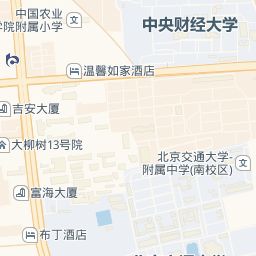 中国农业
学院附属小学
中央财经大学
温馨如家酒店
吉安大厦
大柳树13号院
北京交通大学-
附属中学(南校区)
富海大厦
布丁酒店